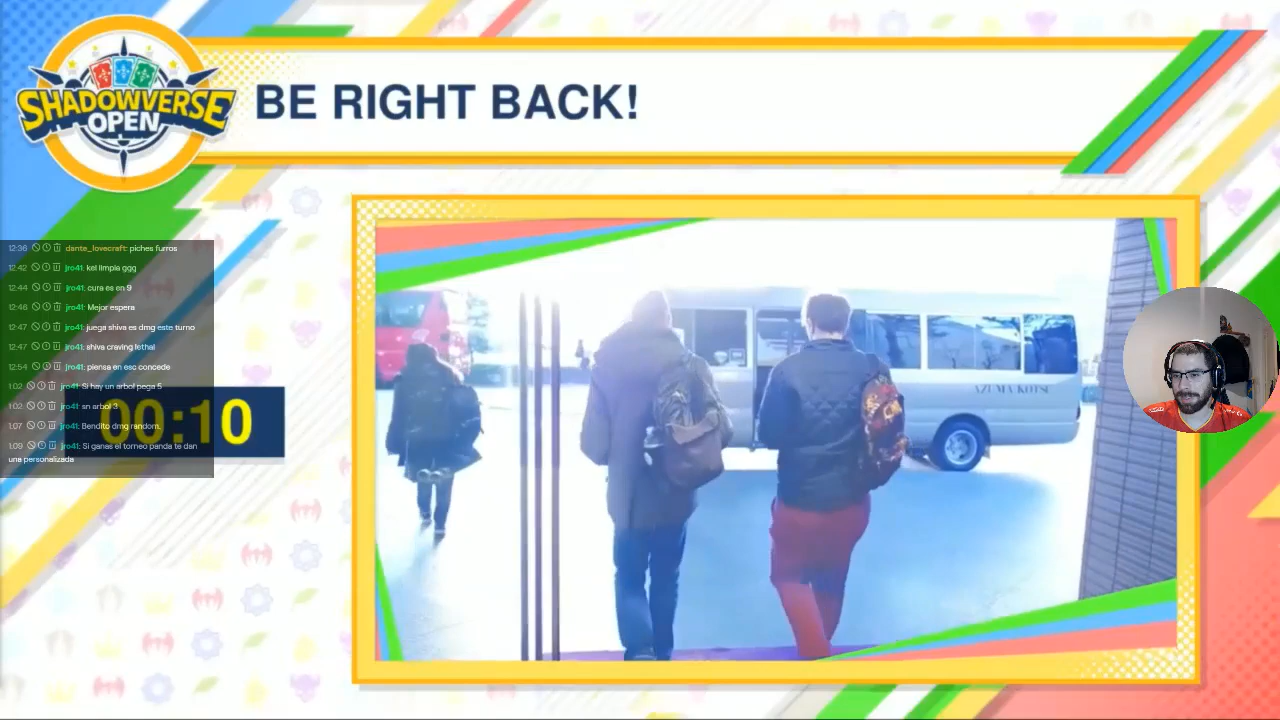 SHADOWVERSE
OPEN
BE RIGHT BACK!
12:36 dante_lovecraft: piches furros
12:42 jro41: kel limpia ggg
12:44 jro41: cura es en 9
12:46 jro41: Mejor espera
12:47 jro41: juega shiva es dmg este turno
12:47 jro41: shiva craving lethal
12:54 jro41: piensa en esc concede
1:02 jro41: Si hay un arbol pega 5
1:02 jro41: sn arbol 3
1:07 jro41: Bendito dmg random.
1:09 jro41: Si ganas el torneo panda te dan
una personalizada
00:10
AZUMA KOTSU